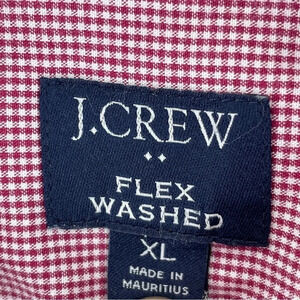 J.CREW
FLEX
WASHED
XL
MADE IN
MAURITIUS